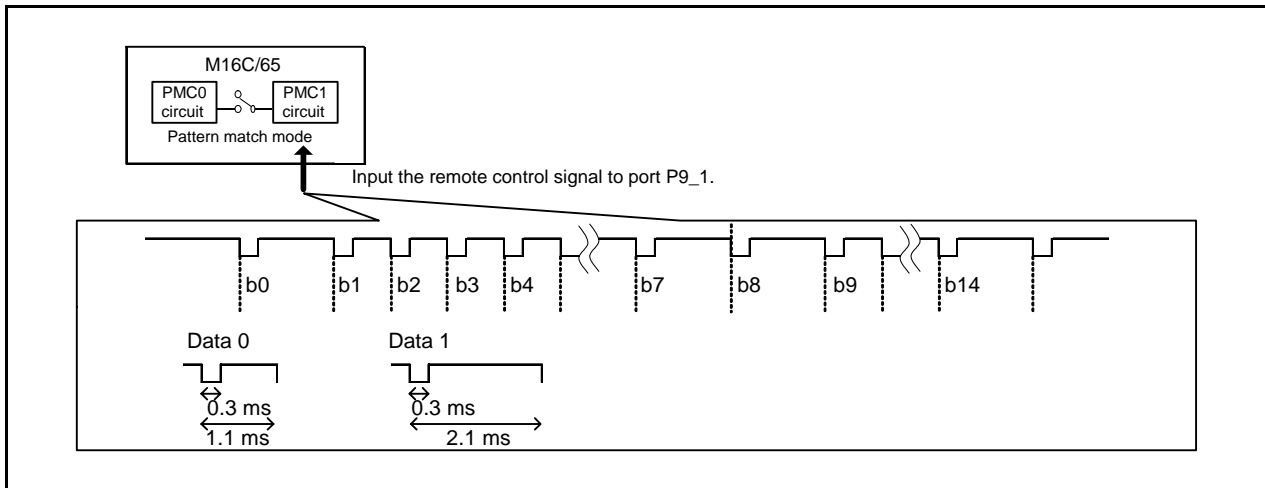 M16C/65
PMC0 circuit
PMC1 circuit
Pattern match mode
Input the remote control signal to port P9_1.
b0 b1 b2 b3 b4 b7 b8 b9 b14
Data 0 Data 1
0.3 ms 0.3 ms
1.1 ms 2.1 ms